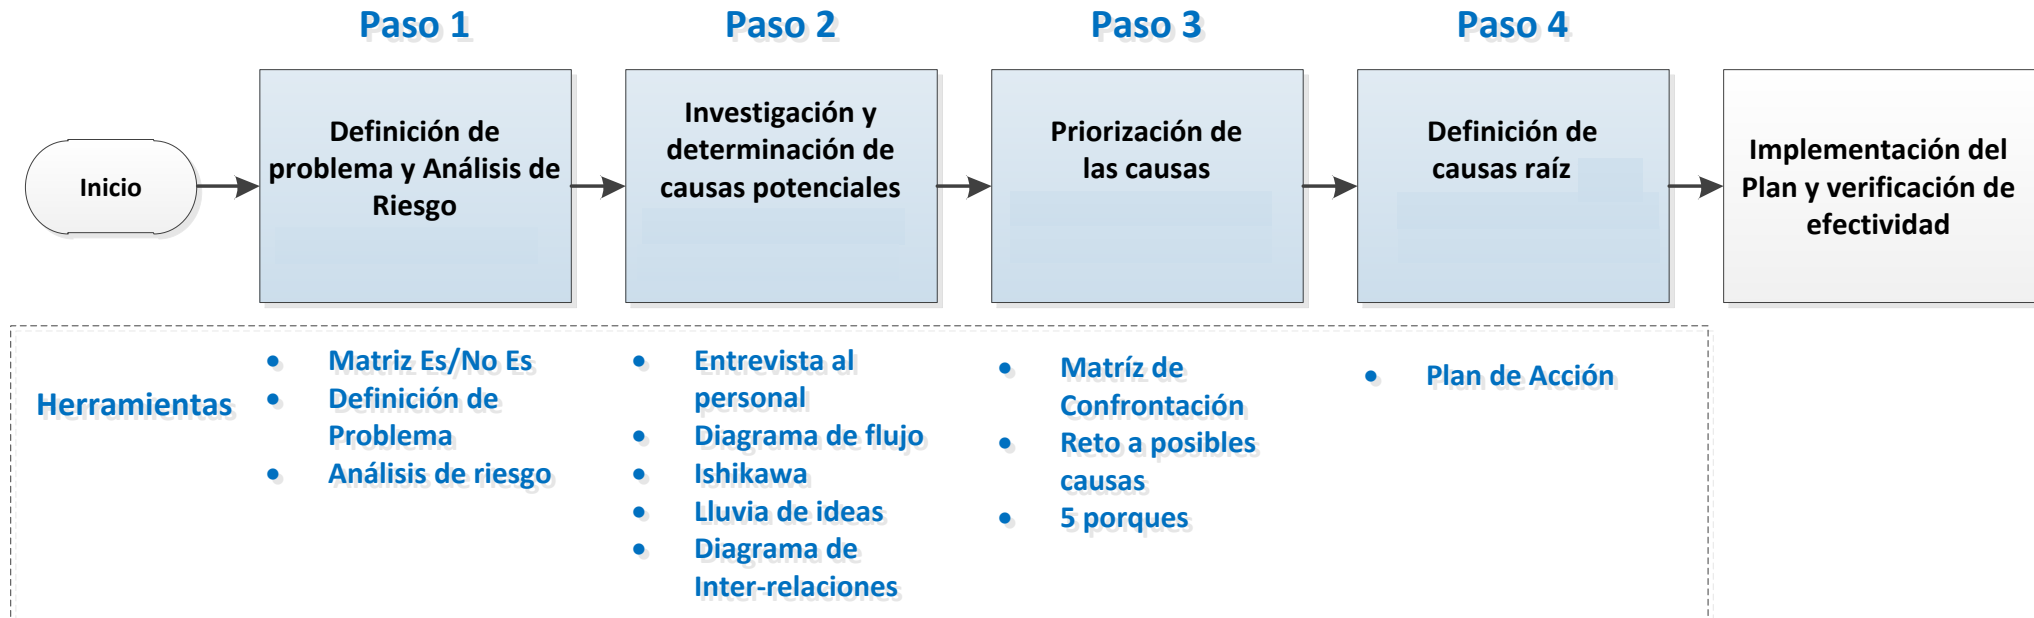 Paso 1
Paso 2
Paso 3
Paso 4
Inicio
Definición de
problema y Análisis de
Riesgo
Investigación y
determinación de
causas potenciales
Priorización de
las causas
Definición de
causas raíz
Implementación del
Plan y verificación de
efectividad
Herramientas
• Matriz Es/No Es
• Definición de
Problema
• Análisis de riesgo
• Entrevista al
personal
• Diagrama de flujo
• Ishikawa
• Lluvia de ideas
• Diagrama de
Inter-relaciones
• Matríz de
Confrontación
• Reto a posibles
causas
• 5 porques
• Plan de Acción